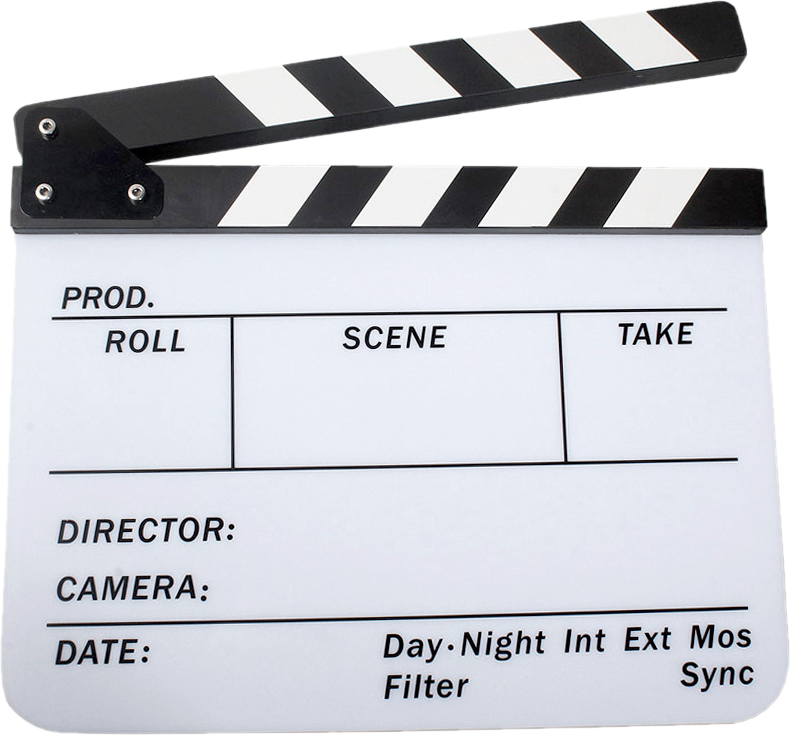 PROD.
ROLL SCENE TAKE
DIRECTOR:
CAMERA:
DATE: Day·Night Int Ext Mos
Filter Sync